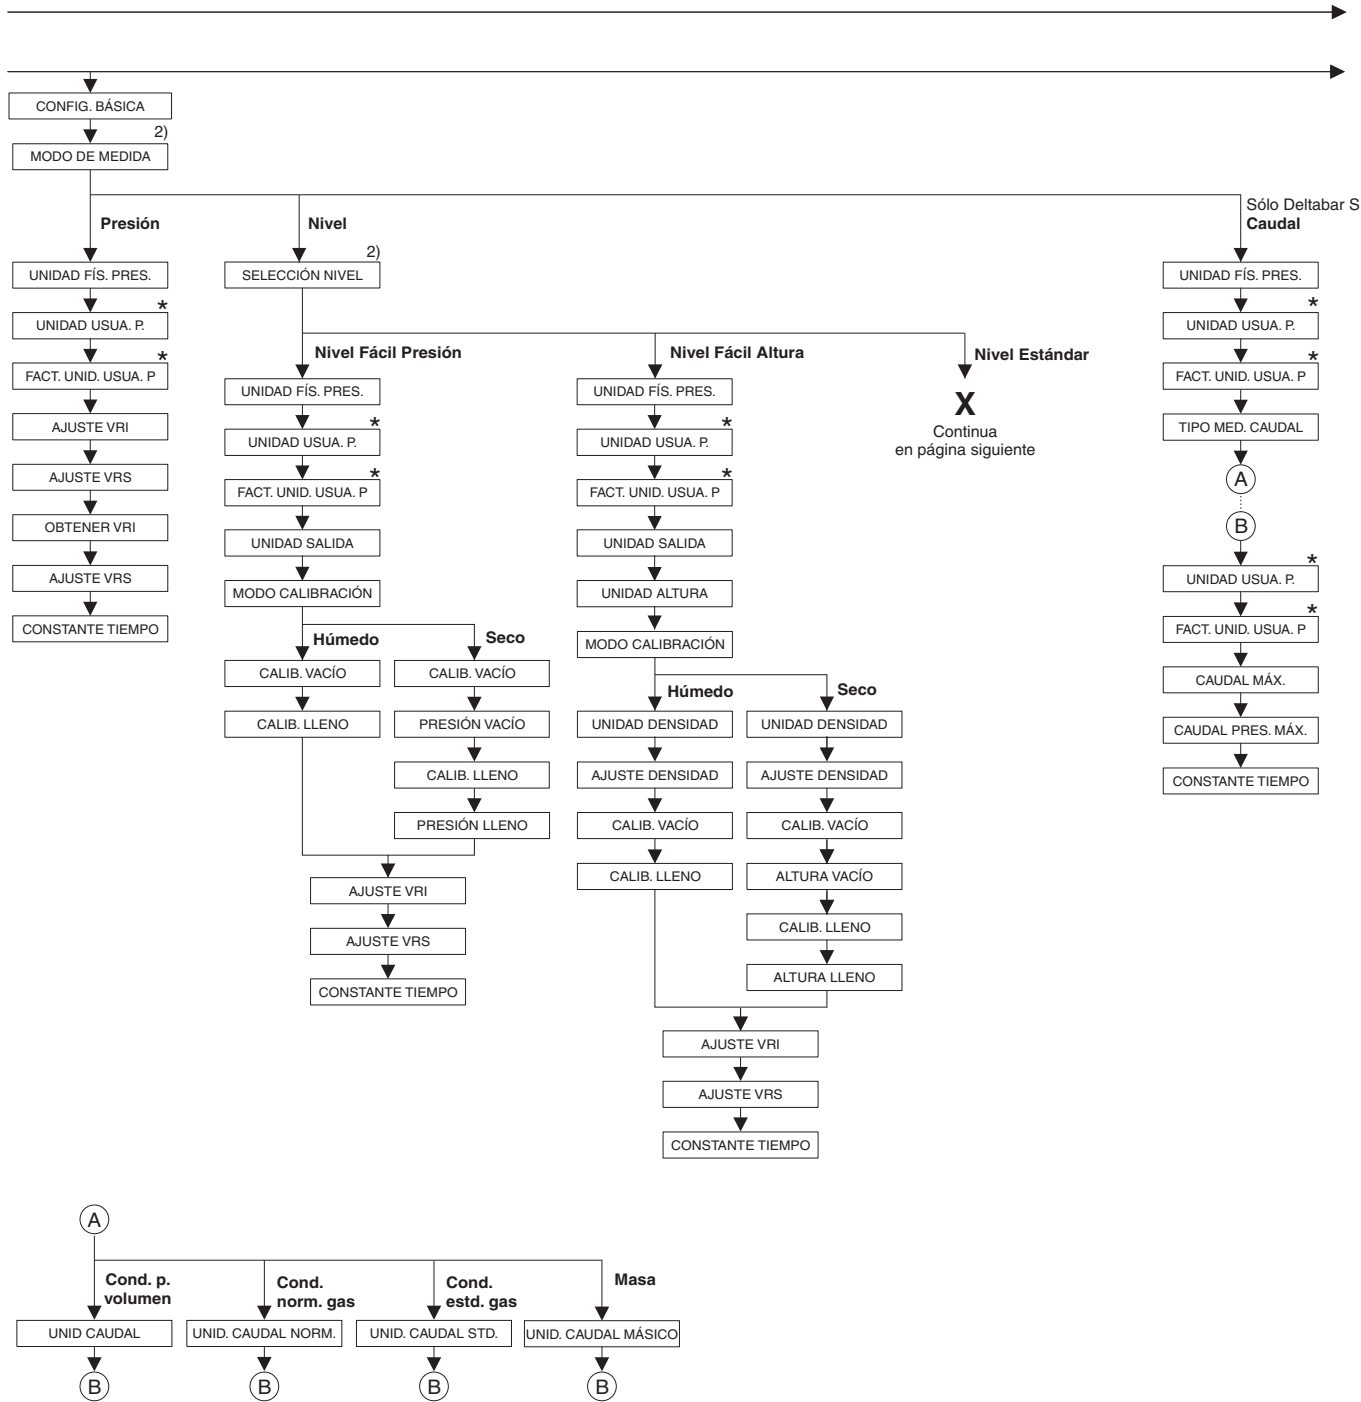 CONFIG. BÁSICA
2)
MODO DE MEDIDA
Presión
UNIDAD FÍS. PRES.
*
UNIDAD USUA. P.
*
FACT. UNID. USUA. P
AJUSTE VRI
AJUSTE VRS
OBTENER VRI
AJUSTE VRS
CONSTANTE TIEMPO
Nivel
2)
SELECCIÓN NIVEL
Nivel Fácil Presión
UNIDAD FÍS. PRES.
*
UNIDAD USUA. P.
*
FACT. UNID. USUA. P
UNIDAD SALIDA
MODO CALIBRACIÓN
Húmedo
CALIB. VACÍO
CALIB. LLENO
Seco
CALIB. VACÍO
PRESIÓN VACÍO
CALIB. LLENO
PRESIÓN LLENO
AJUSTE VRI
AJUSTE VRS
CONSTANTE TIEMPO
Nivel Fácil Altura
UNIDAD FÍS. PRES.
*
UNIDAD USUA. P.
*
FACT. UNID. USUA. P
UNIDAD SALIDA
UNIDAD ALTURA
MODO CALIBRACIÓN
Húmedo
UNIDAD DENSIDAD
AJUSTE DENSIDAD
CALIB. VACÍO
CALIB. LLENO
Seco
UNIDAD DENSIDAD
AJUSTE DENSIDAD
CALIB. VACÍO
ALTURA VACÍO
CALIB. LLENO
ALTURA LLENO
AJUSTE VRI
AJUSTE VRS
CONSTANTE TIEMPO
Nivel Estándar
X
Continua
en página siguiente
Sólo Deltabar S
Caudal
UNIDAD FÍS. PRES.
*
UNIDAD USUA. P.
*
FACT. UNID. USUA. P
TIPO MED. CAUDAL
A
B
*
UNIDAD USUA. P.
*
FACT. UNID. USUA. P
CAUDAL MÁX.
CAUDAL PRES. MÁX.
CONSTANTE TIEMPO
A
Cond. p.
volumen
UNID CAUDAL
B
Cond.
norm. gas
UNID. CAUDAL NORM.
B
Cond.
estd. gas
UNID. CAUDAL STD.
B
Masa
UNID. CAUDAL MÁSICO
B